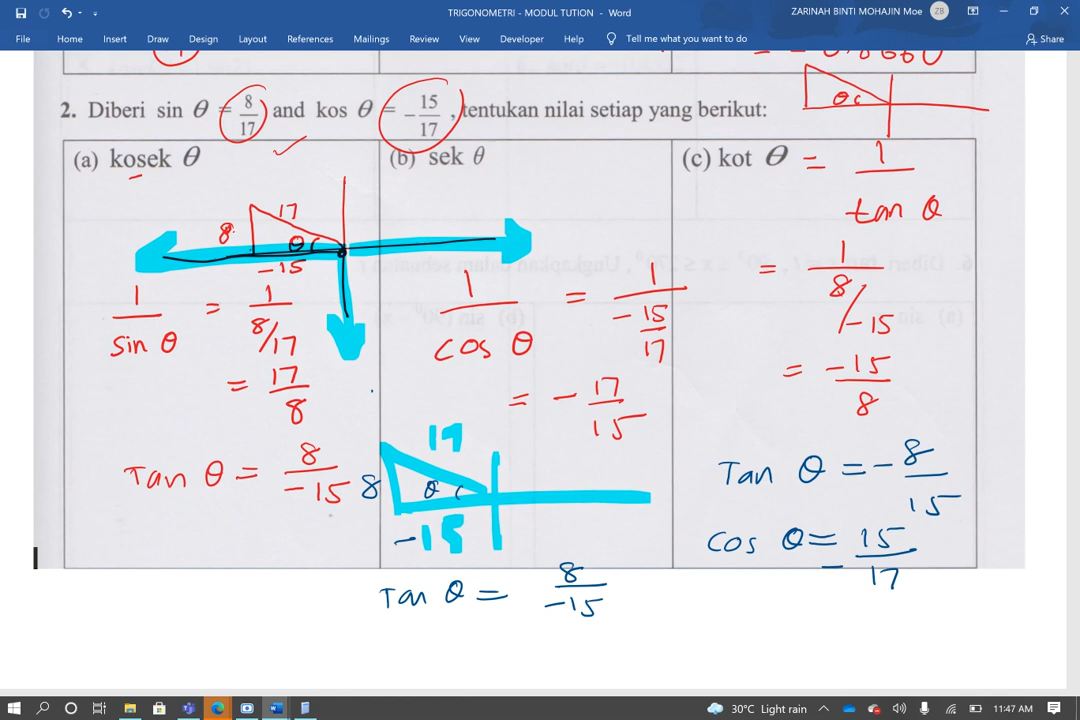 TRIGONOMETRI - MODUL TUTION - Word
ZARINAH BINTI MOHAJIN Moe
ZB
File Home Insert Draw Design Layout References Mailings Review View Developer Help Tell me what you want to do
Share
2. Diberi sin θ = 8/17 and kos θ = -15/17, tentukan nilai setiap yang berikut:
(a) kosek θ
8 17 θ -15
1/sin θ = 1/(8/17)
= 17/8
Tan θ = 8/-15
(b) sek θ
1/cos θ = 1/(-15/17)
= -17/15
17
8 θ
-15
Tan θ = 8/-15
θ
(c) kot θ = 1/tan θ
= 1/(8/-15)
= -15/8
Tan θ = -8/15
cos θ = -15/17
30°C Light rain
11:47 AM